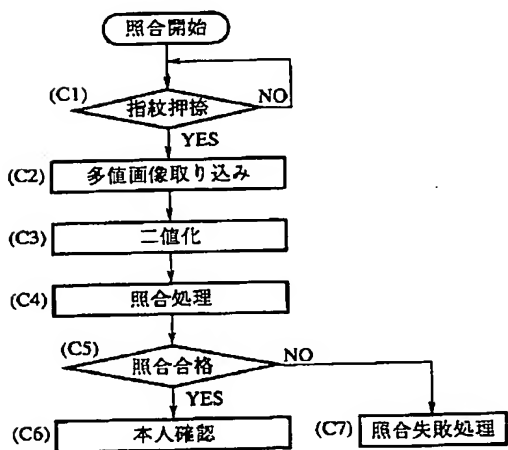 照合開始
(C1)
指紋押捺
NO
YES
(C2)
多値画像取り込み
(C3)
二値化
(C4)
照合処理
(C5)
照合合格
NO
YES
(C6)
本人確認
(C7)
照合失敗処理